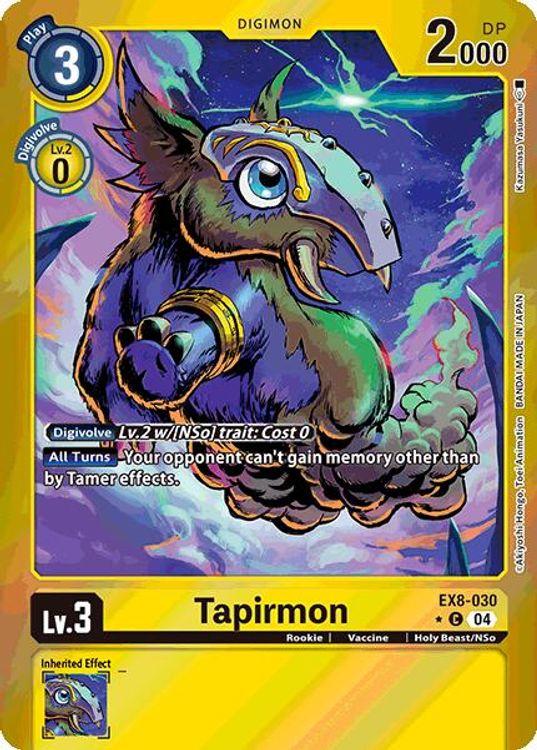 DIGIMON
Play
3
DP
2000
Digivolve
Lv.2
0
Kazumasa Yasukuni
Digivolve Lv.2 w/[NSo] trait: Cost 0
All Turns Your opponent can't gain memory other than
by Tamer effects.
©Akiyoshi Hongo, Toei Animation BANDAI MADE IN JAPAN
Lv.3
Tapirmon
EX8-030
C 04
Rookie | Vaccine | Holy Beast/NSo
Inherited Effect